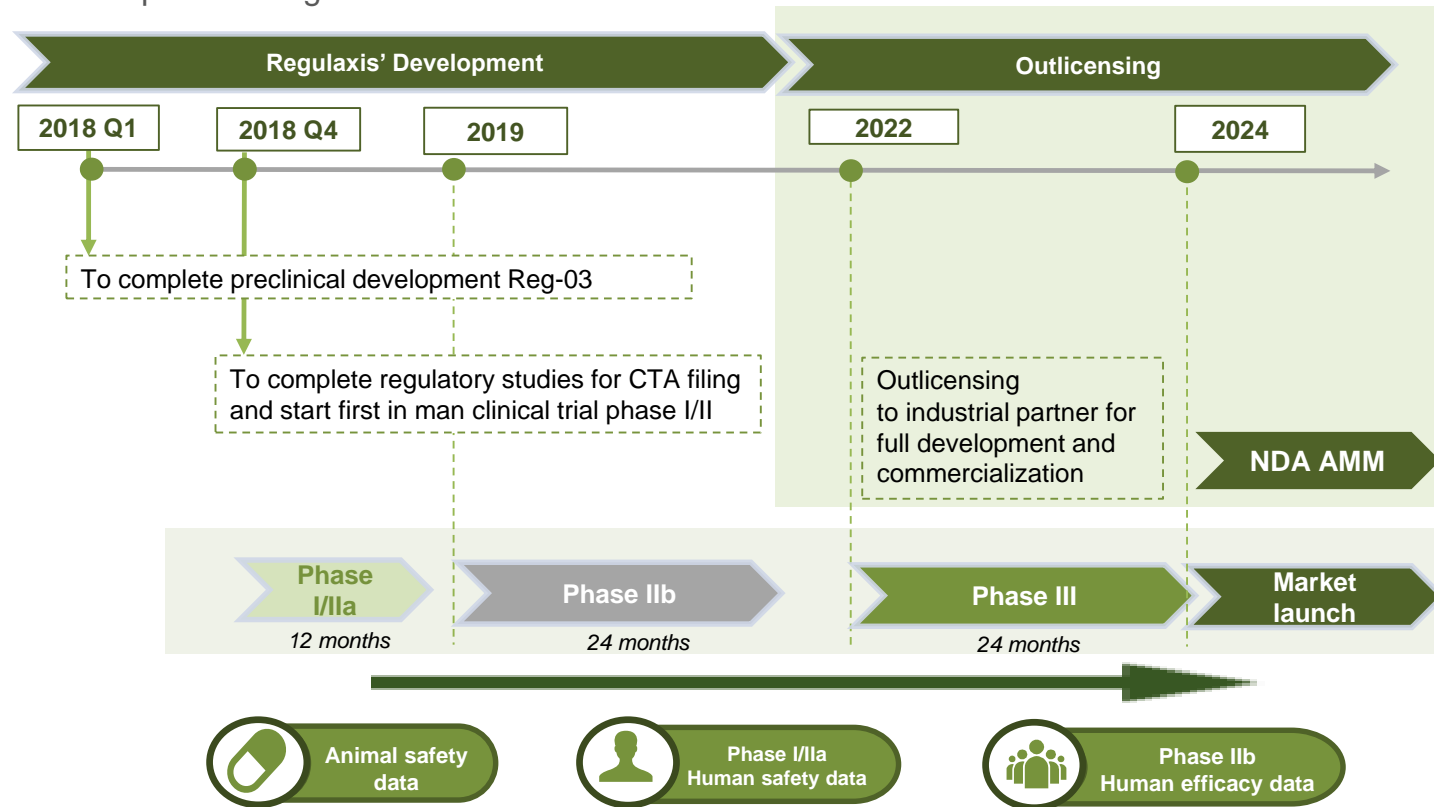 Regulaxis’ Development
Outlicensing
2018 Q1
2018 Q4
2019
2022
2024
To complete preclinical development Reg-03
To complete regulatory studies for CTA filing
and start first in man clinical trial phase I/II
Outlicensing
to industrial partner for
full development and
commercialization
NDA AMM
Phase
I/IIa
12 months
Phase IIb
24 months
Phase III
24 months
Market
launch
Animal safety
data
Phase I/IIa
Human safety data
Phase IIb
Human efficacy data